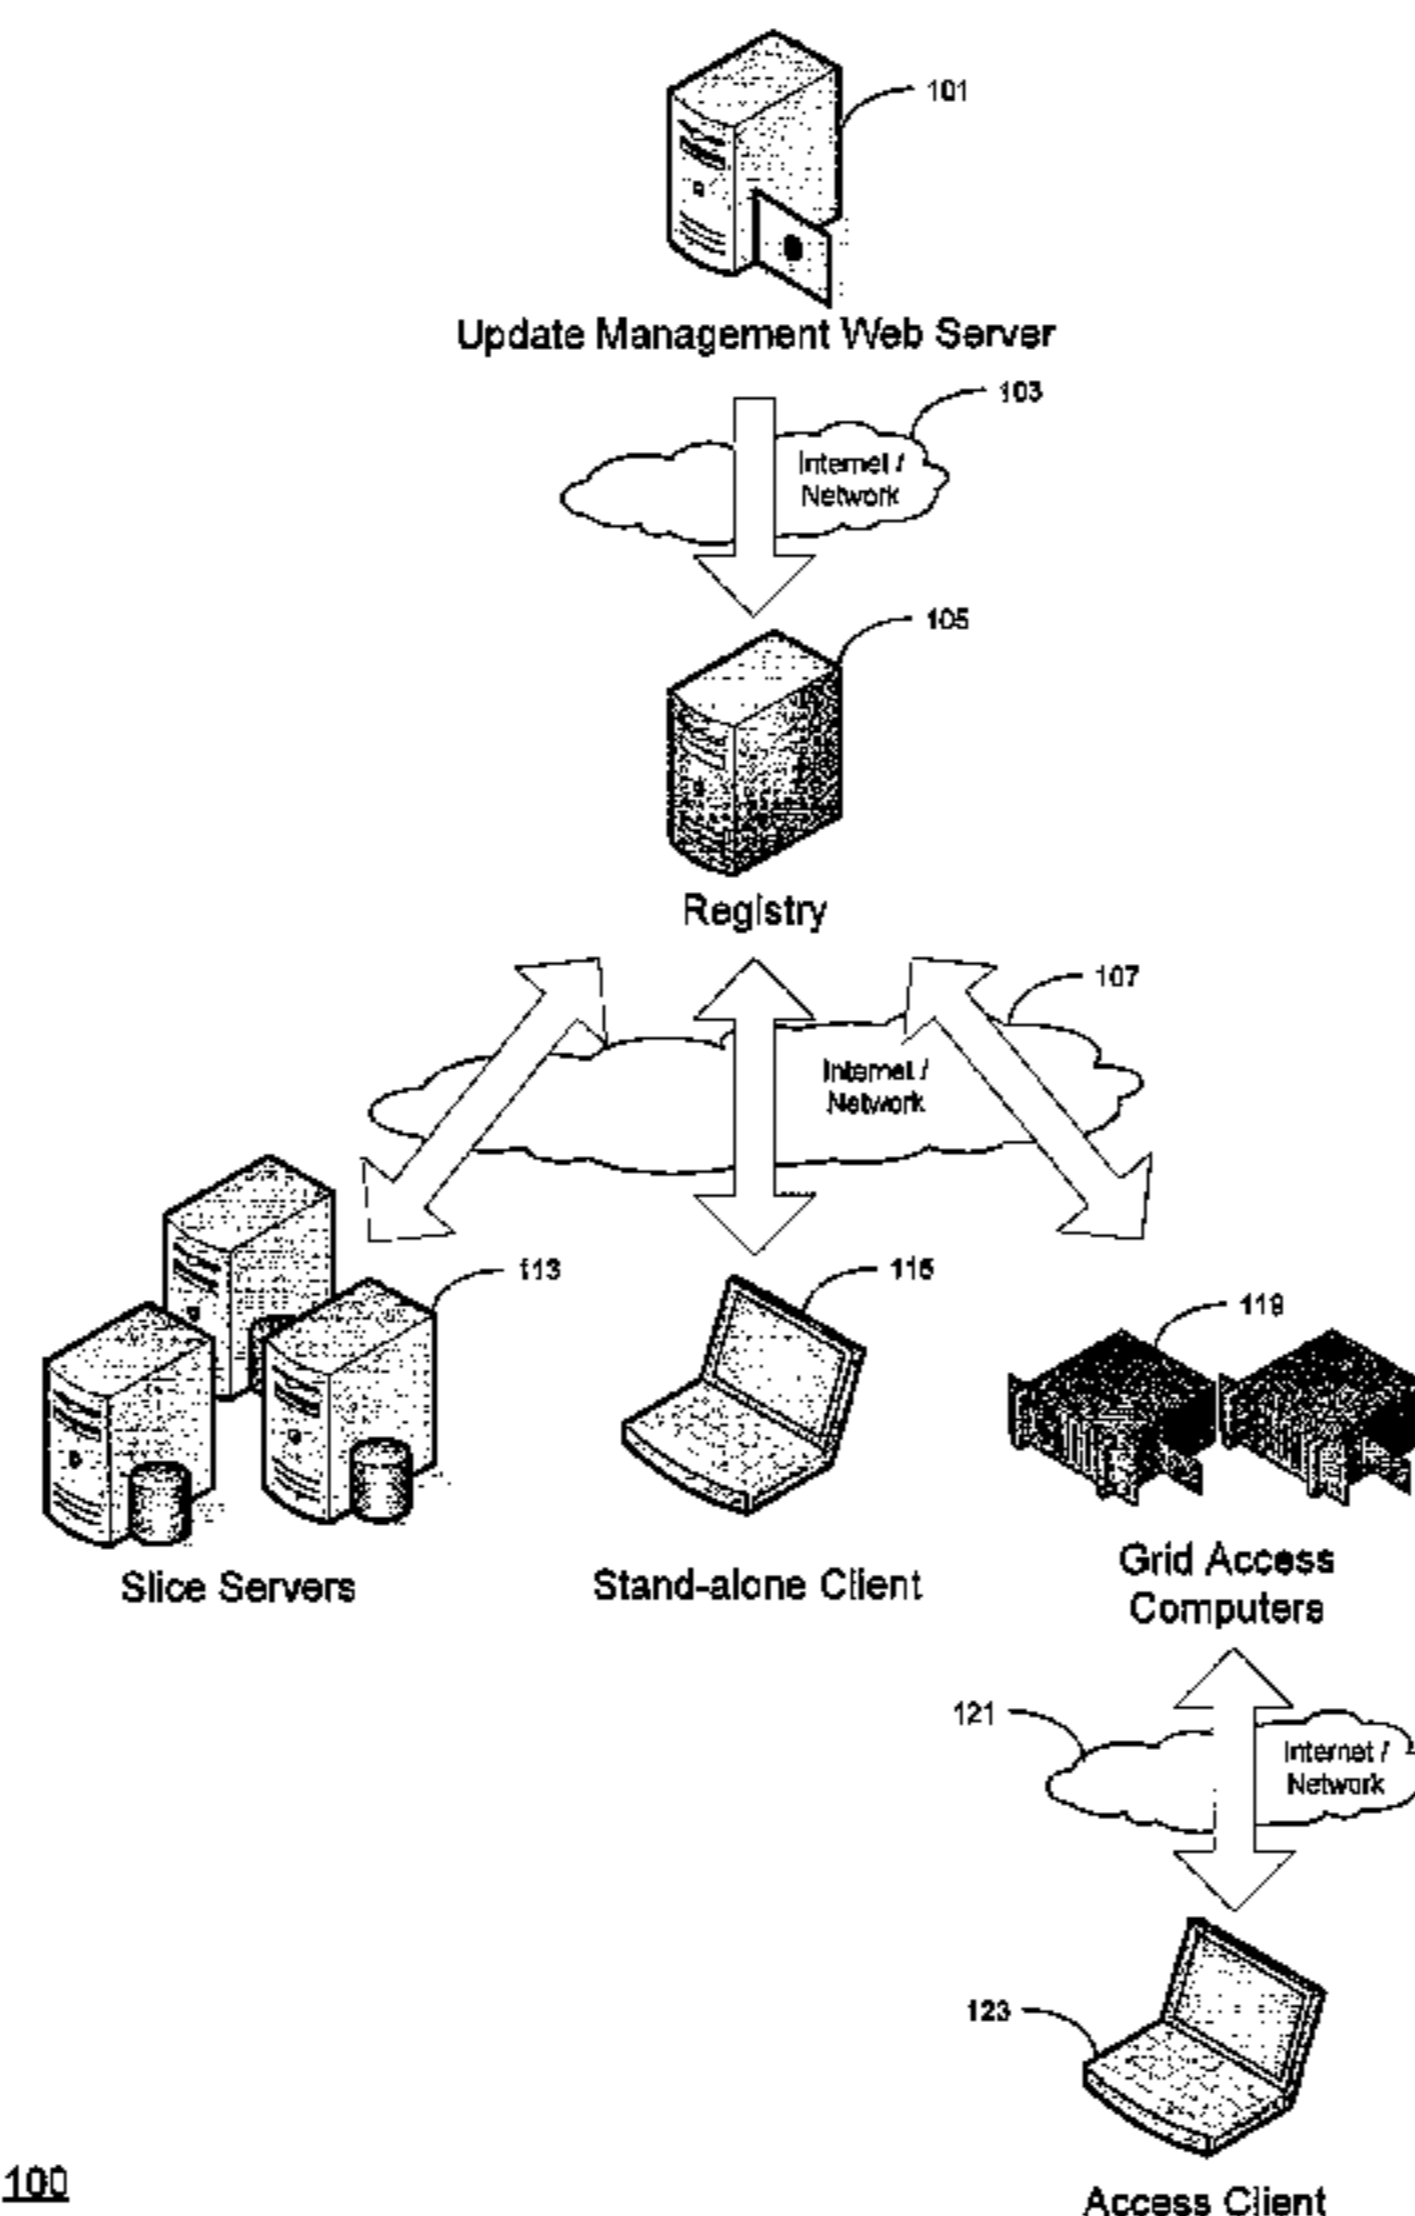 101
Update Management Web Server
103
Internet /
Network
105
Registry
107
Internet /
Network
113
115
119
Slice Servers
Stand-alone Client
Grid Access
Computers
121
Internet /
Network
123
100
Access Client